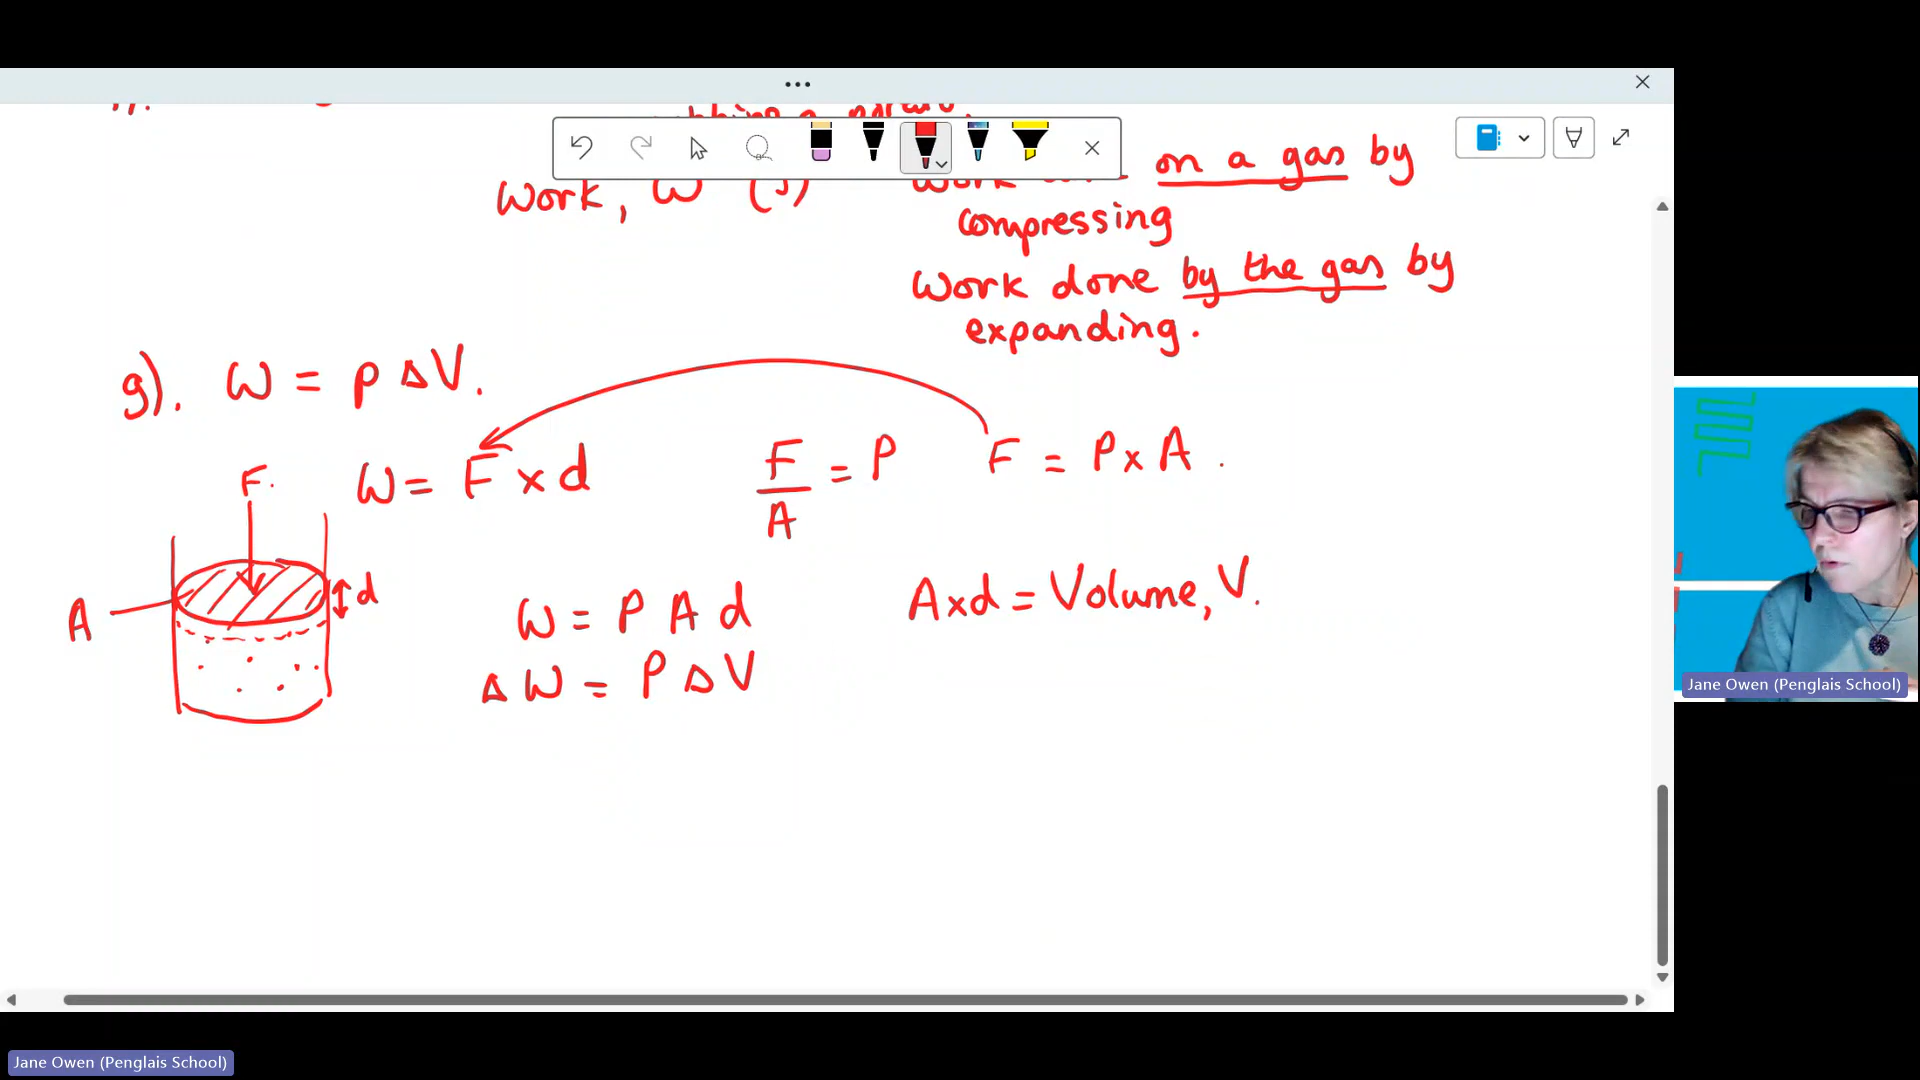 Work, W (J)
on a gas by
compressing
Work done by the gas by
expanding.
g). W = p ΔV.
F. W = F x d F/A = P F = P x A.
A d
W = P A d A x d = Volume, V.
ΔW = P ΔV
Jane Owen (Penglais School)
Jane Owen (Penglais School)